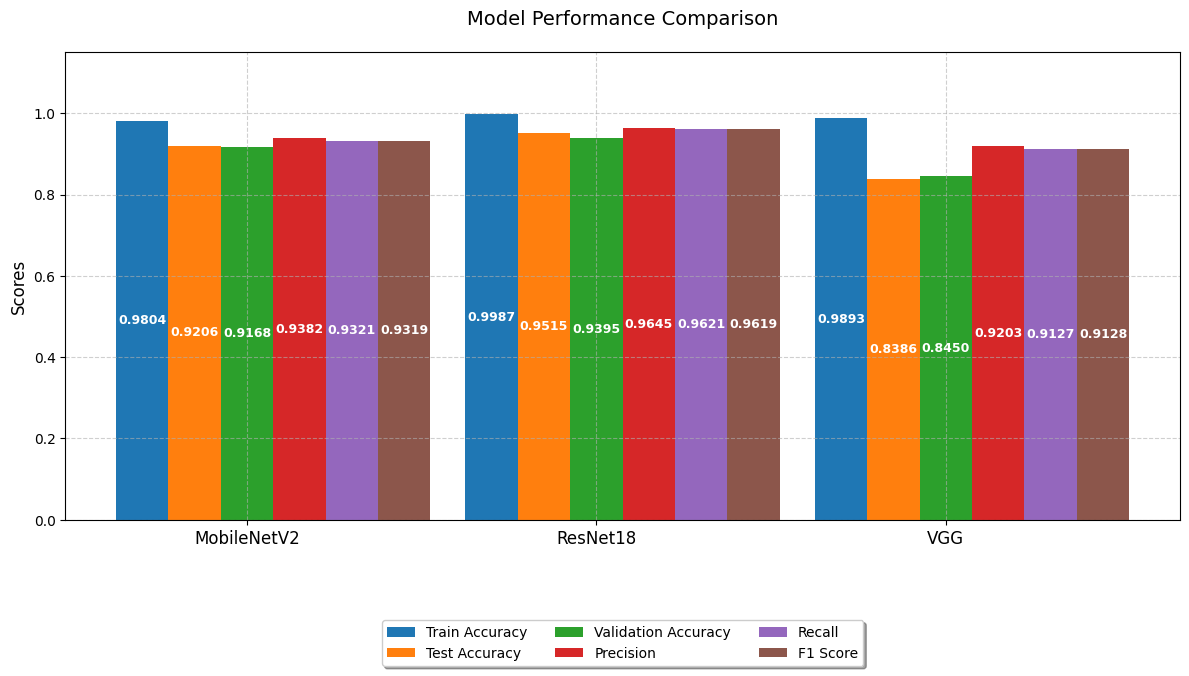 Model Performance Comparison
Scores
1.0
0.8
0.6
0.4
0.2
0.0
0.9804 0.9206 0.9168 0.9382 0.9321 0.9319
0.9987 0.9515 0.9395 0.9645 0.9621 0.9619
0.9893 0.8386 0.8450 0.9203 0.9127 0.9128
MobileNetV2 ResNet18 VGG
Train Accuracy Validation Accuracy Recall
Test Accuracy Precision F1 Score